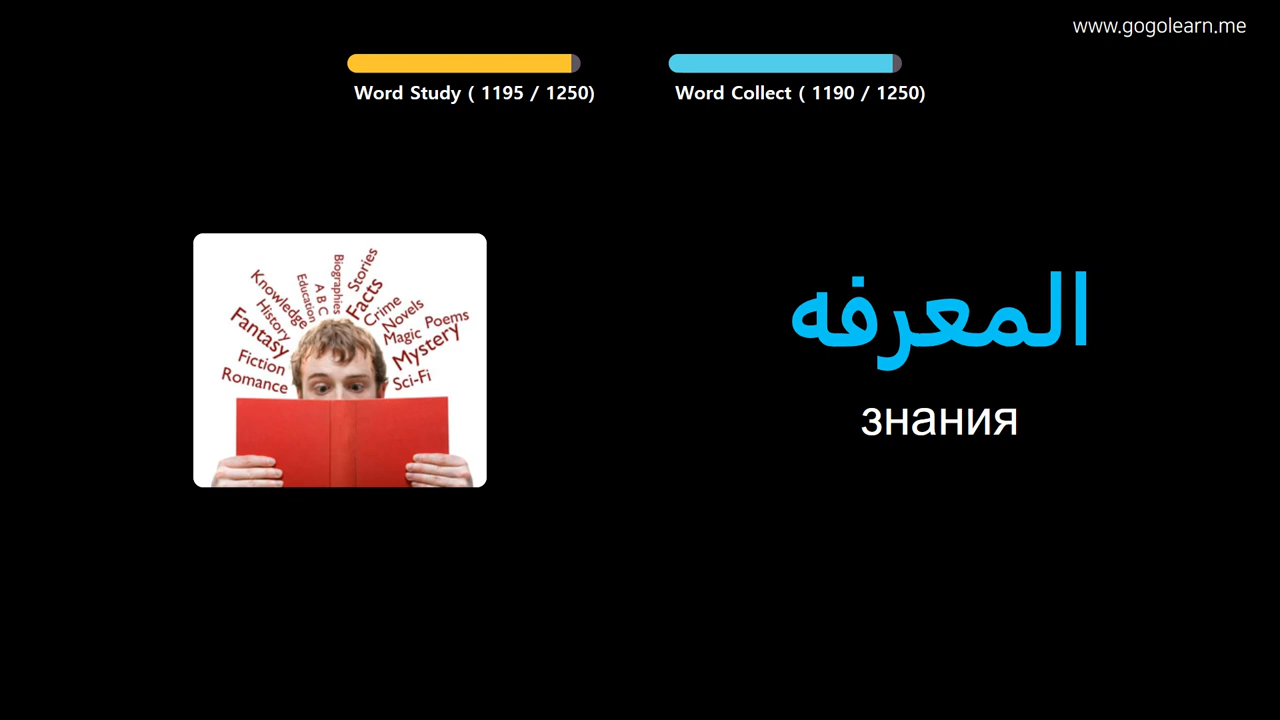 www.gogolearn.me
Word Study ( 1195 / 1250)
Word Collect ( 1190 / 1250)
Knowledge
History
Fantasy
Fiction
Romance
Education
A B C
Biographies
Stories
Facts
Crime
Novels
Magic
Poems
Mystery
Sci-Fi
المعرفه
знания